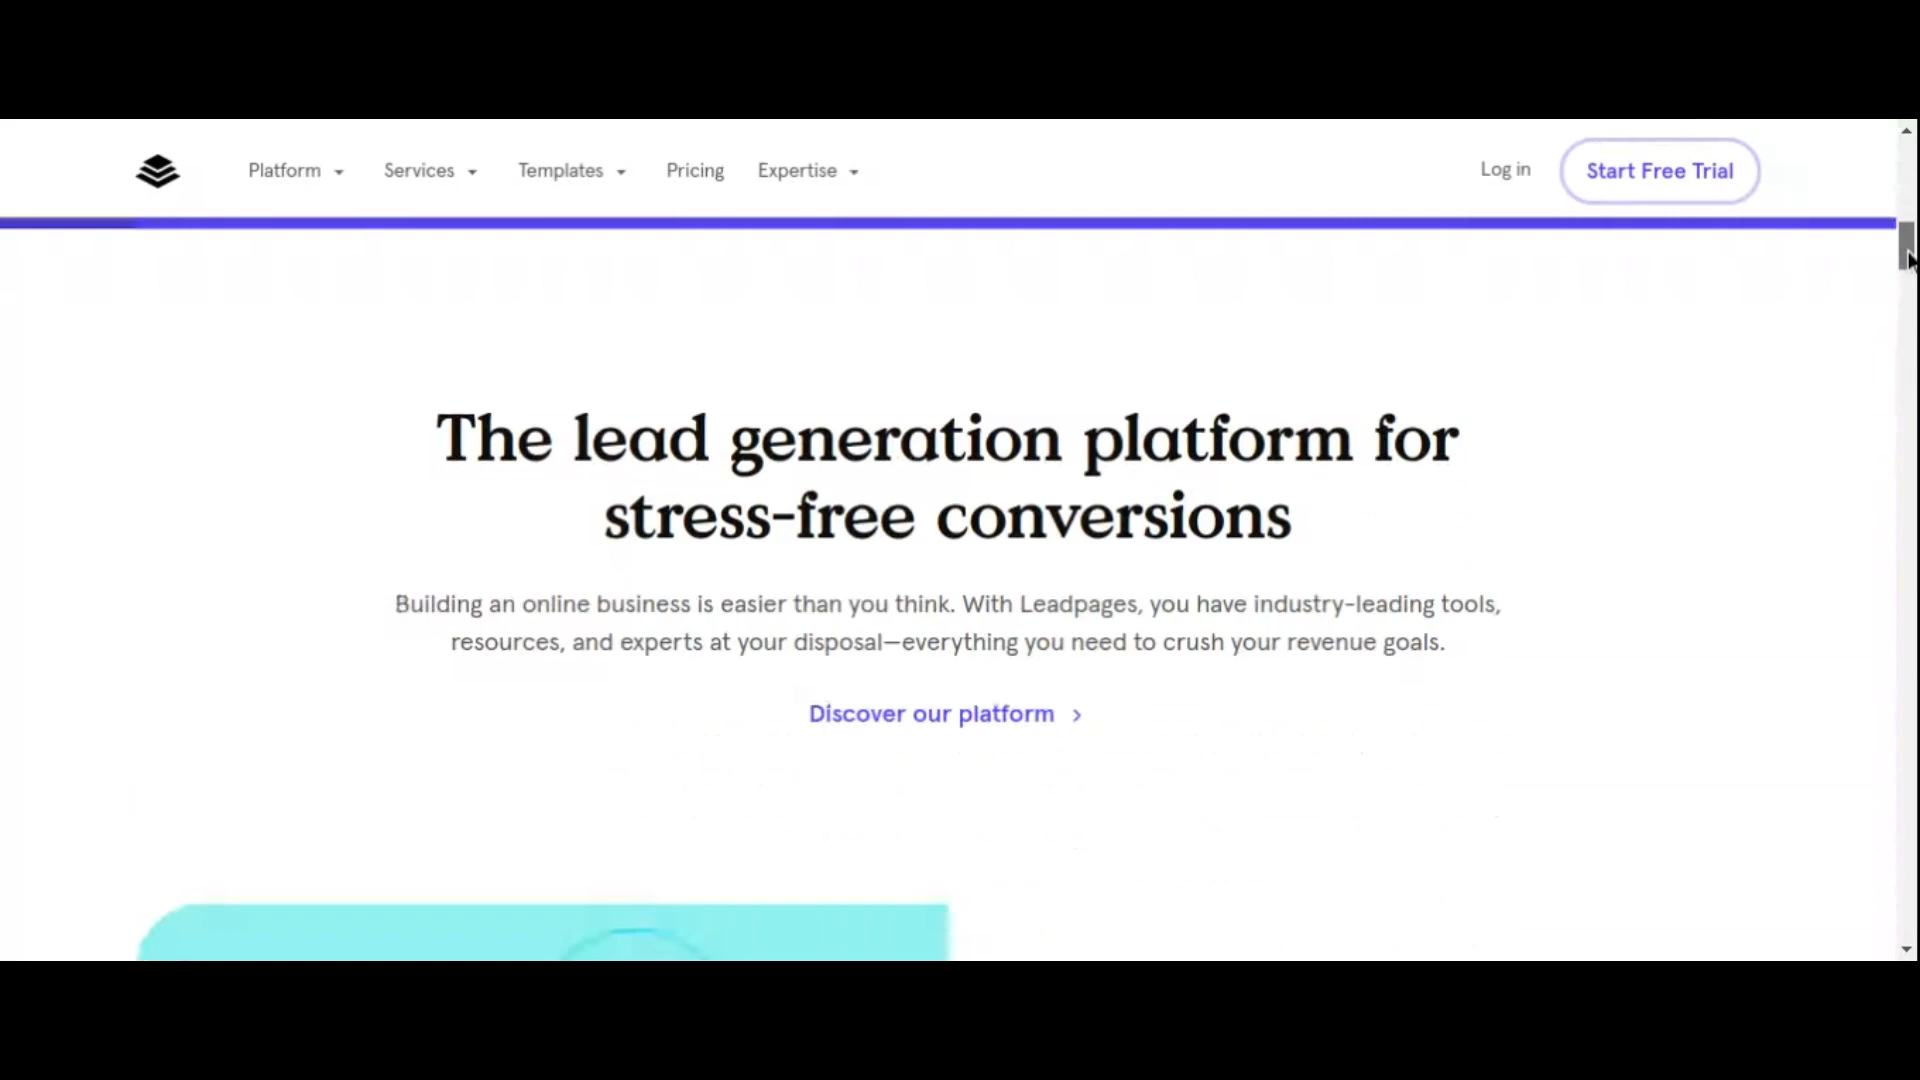 Platform
Services
Templates
Pricing
Expertise
Log in
Start Free Trial
The lead generation platform for
stress-free conversions
Building an online business is easier than you think. With Leadpages, you have industry-leading tools,
resources, and experts at your disposal—everything you need to crush your revenue goals.
Discover our platform